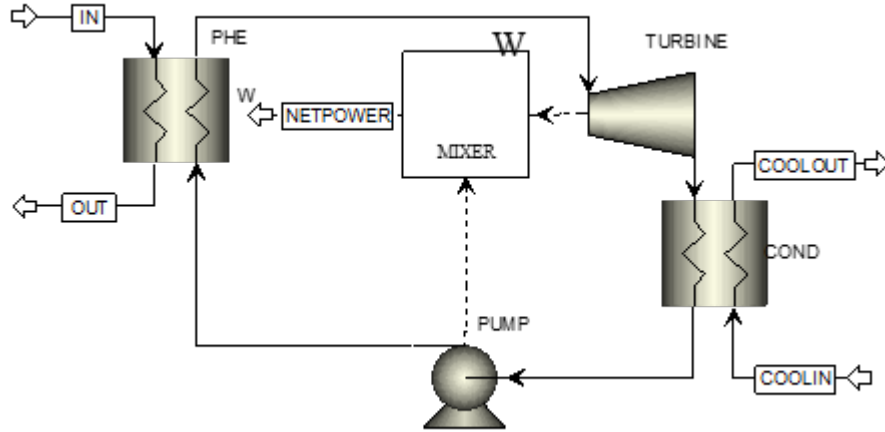 IN
PHE
W
TURBINE
W
NETPOWER
MIXER
COOLOUT
OUT
COND
PUMP
COOLIN